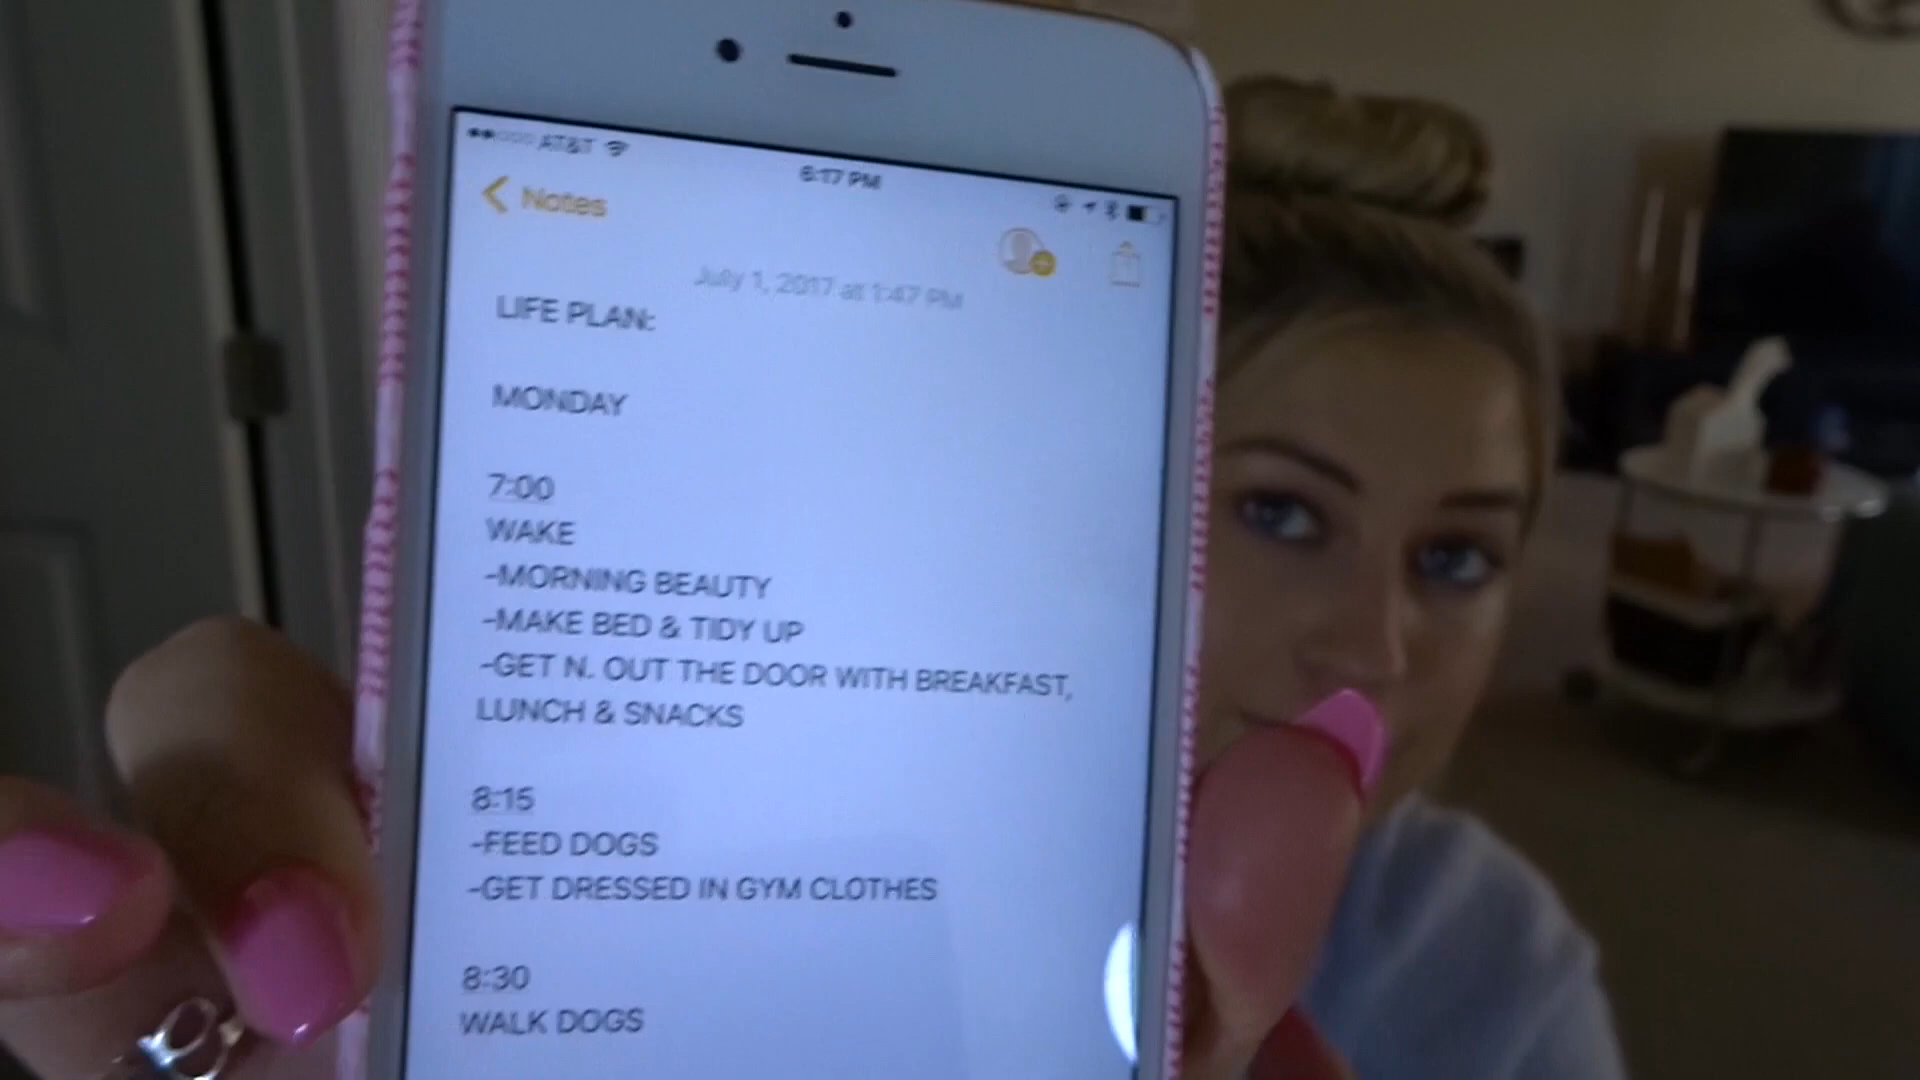 AT&T
6:17 PM
Notes
July 1, 2017 at 1:47 PM
LIFE PLAN:
MONDAY
7:00
WAKE
-MORNING BEAUTY
-MAKE BED & TIDY UP
-GET N. OUT THE DOOR WITH BREAKFAST,
LUNCH & SNACKS
8:15
-FEED DOGS
-GET DRESSED IN GYM CLOTHES
8:30
WALK DOGS